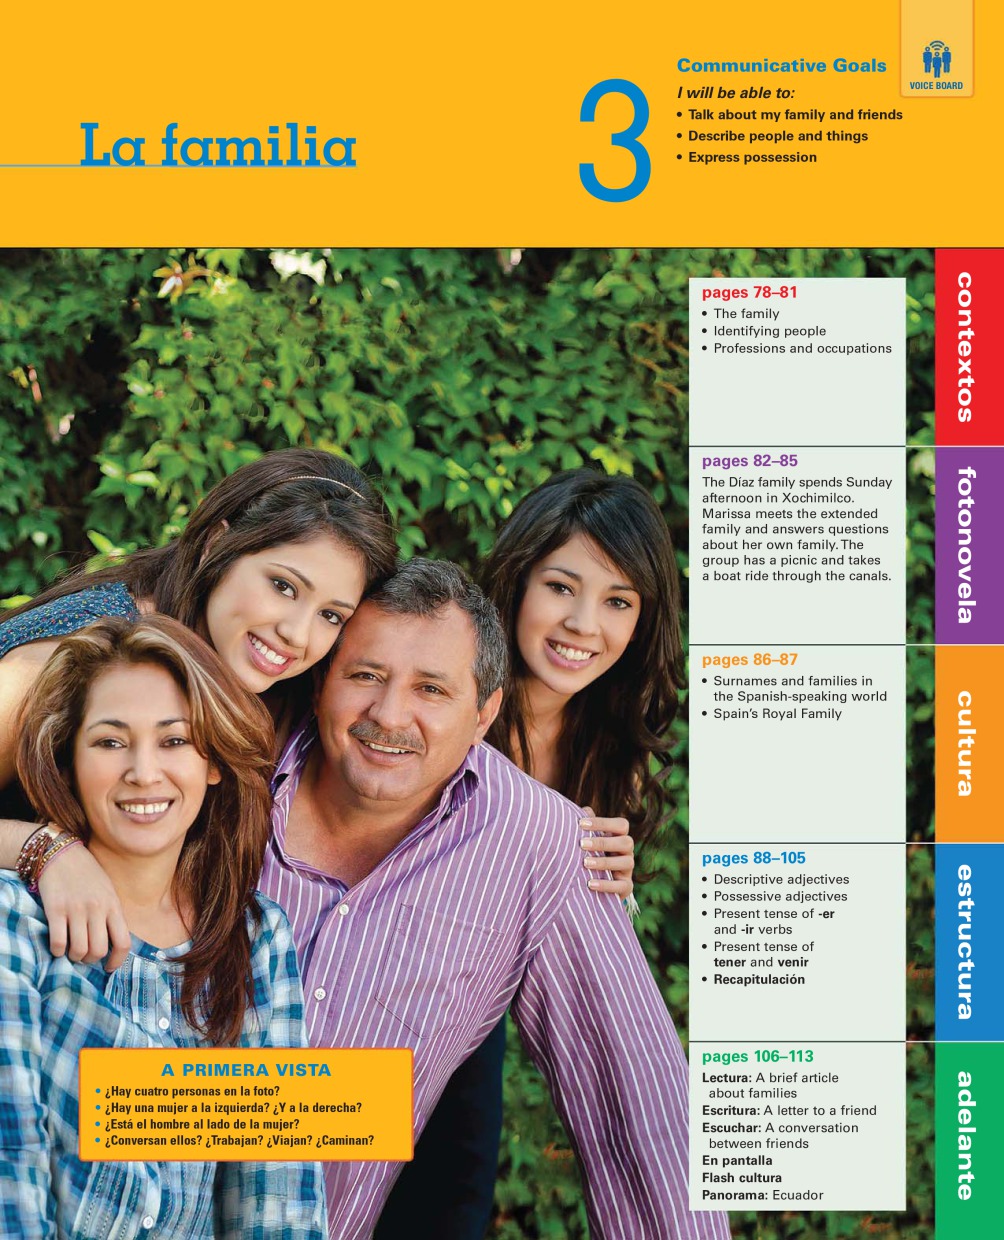 La familia
3
Communicative Goals
I will be able to:
• Talk about my family and friends
• Describe people and things
• Express possession
VOICE BOARD
pages 78–81
• The family
• Identifying people
• Professions and occupations
contextos
pages 82–85
The Díaz family spends Sunday
afternoon in Xochimilco.
Marissa meets the extended
family and answers questions
about her own family. The
group has a picnic and takes
a boat ride through the canals.
fotonovela
pages 86–87
• Surnames and families in
the Spanish-speaking world
• Spain's Royal Family
cultura
pages 88–105
• Descriptive adjectives
• Possessive adjectives
• Present tense of -er
and -ir verbs
• Present tense of
tener and venir
• Recapitulación
estructura
pages 106–113
Lectura: A brief article
about families
Escritura: A letter to a friend
Escuchar: A conversation
between friends
En pantalla
Flash cultura
Panorama: Ecuador
adelante
A PRIMERA VISTA
• ¿Hay cuatro personas en la foto?
• ¿Hay una mujer a la izquierda? ¿Y a la derecha?
• ¿Está el hombre al lado de la mujer?
• ¿Conversan ellos? ¿Trabajan? ¿Viajan? ¿Caminan?